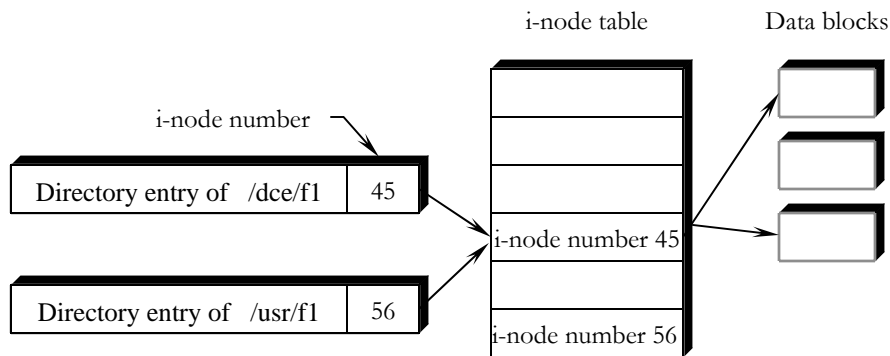 i-node table
Data blocks
i-node number
Directory entry of /dce/f1 45
i-node number 45
Directory entry of /usr/f1 56
i-node number 56